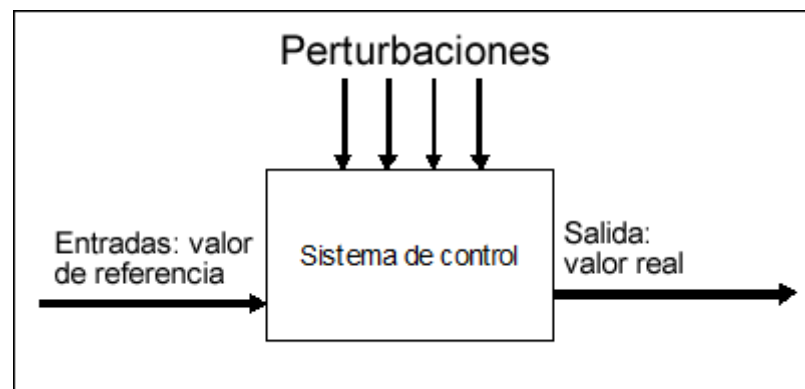 Perturbaciones
Entradas: valor
de referencia
Sistema de control
Salida:
valor real